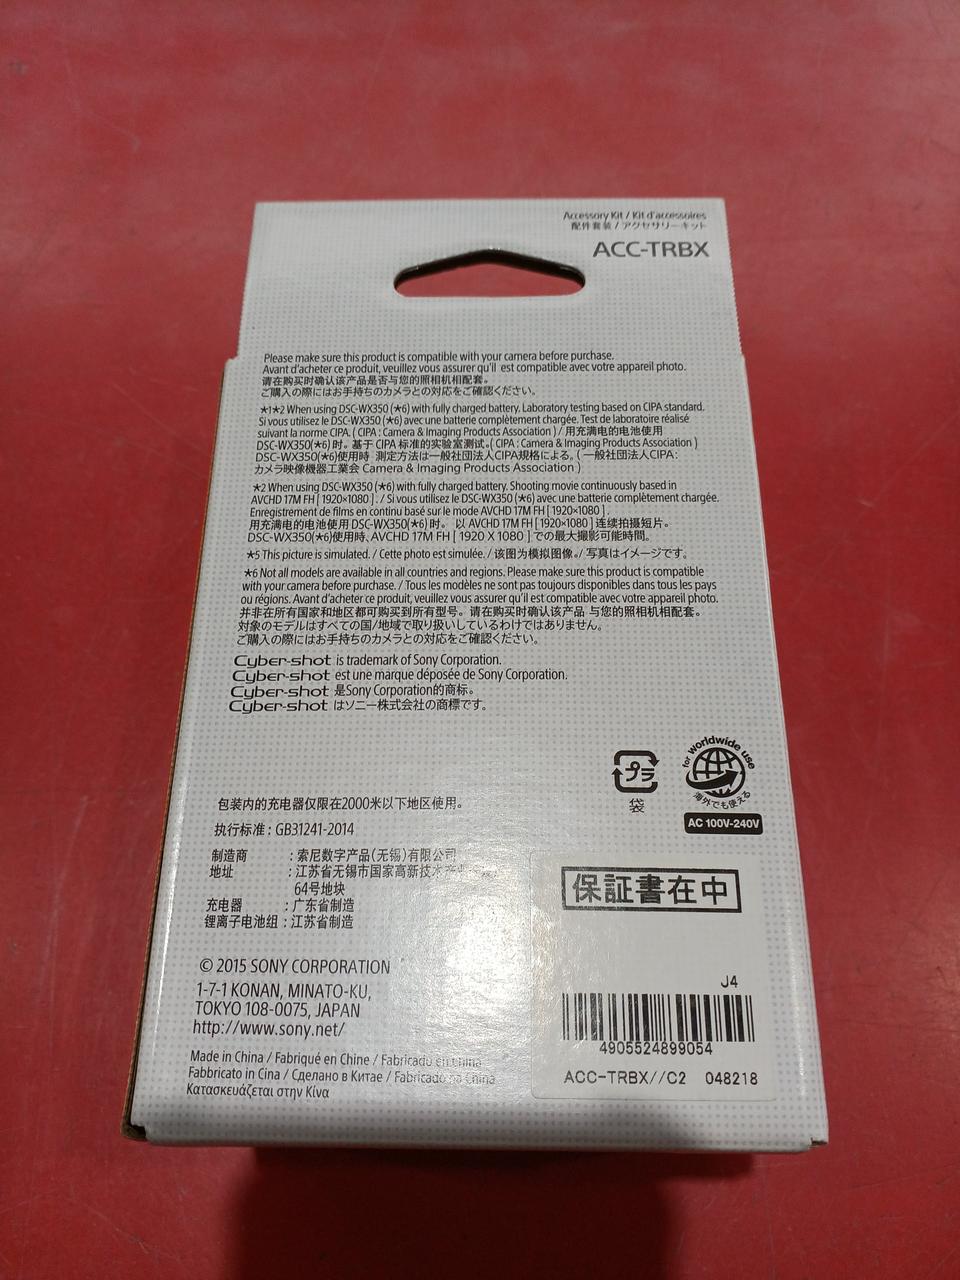 Accessory Kit / Kit d'accessoires
配件套装 / アクセサリーキット
ACC-TRBX
Please make sure this product is compatible with your camera before purchase.
Avant d'acheter ce produit, veuillez vous assurer qu'il est compatible avec votre appareil photo.
请在购买时确认该产品是否与您的照相机相配套。
ご購入の際にはお手持ちのカメラとの対応をご確認ください。
★1★2 When using DSC-WX350 (★6) with fully charged battery. Laboratory testing based on CIPA standard.
Si vous utilisez le DSC-WX350 (★6) avec une batterie complètement chargée. Test de laboratoire réalisé
suivant la norme CIPA. ( CIPA : Camera & Imaging Products Association ) / 用充满电的电池使用
DSC-WX350(★6) 时。基于 CIPA 标准的实验室测试。( CIPA : Camera & Imaging Products Association )
DSC-WX350(★6)使用時 測定方法は一般社団法人CIPA規格による。( 一般社団法人CIPA :
カメラ映像機器工業会 Camera & Imaging Products Association )
★2 When using DSC-WX350 (★6) with fully charged battery. Shooting movie continuously based in
AVCHD 17M FH [ 1920×1080 ] . / Si vous utilisez le DSC-WX350 (★6) avec une batterie complètement chargée.
Enregistrement de films en continu basé sur le mode AVCHD 17M FH [ 1920×1080 ] .
用充满电的电池使用 DSC-WX350(★6) 时。 以 AVCHD 17M FH [ 1920×1080 ] 连续拍摄短片。
DSC-WX350(★6)使用時、AVCHD 17M FH [ 1920 X 1080 ] での最大撮影可能時間。
★5 This picture is simulated. / Cette photo est simulée. / 该图为模拟图像。/ 写真はイメージです。
★6 Not all models are available in all countries and regions. Please make sure this product is compatible
with your camera before purchase. / Tous les modèles ne sont pas toujours disponibles dans tous les pays
ou régions. Avant d'acheter ce produit, veuillez vous assurer qu'il est compatible avec votre appareil photo.
并非在所有国家和地区都可购买到所有型号。请在购买时确认该产品 与您的照相机相配套。
対象のモデルはすべての国/地域で取り扱いしているわけではありません。
ご購入の際にはお手持ちのカメラとの対応をご確認ください。
Cyber-shot is trademark of Sony Corporation.
Cyber-shot est une marque déposée de Sony Corporation.
Cyber-shot 是Sony Corporation的商标。
Cyber-shot はソニー株式会社の商標です。
プラ
袋
for worldwide use
海外でも使える
AC 100V-240V
包装内的充电器仅限在2000米以下地区使用。
执行标准 : GB31241-2014
制造商 : 索尼数字产品(无锡)有限公司
地址 : 江苏省无锡市国家高新技术产业
64号地块
充电器 : 广东省制造
锂离子电池组 : 江苏省制造
© 2015 SONY CORPORATION
1-7-1 KONAN, MINATO-KU,
TOKYO 108-0075, JAPAN
http://www.sony.net/
Made in China / Fabriqué en Chine / Fabricado en China
Fabbricato in Cina / Сделано в Китае / Fabricado na China
Κατασκευάζεται στην Κίνα
保証書在中
J4
4905524899054
ACC-TRBX//C2 048218